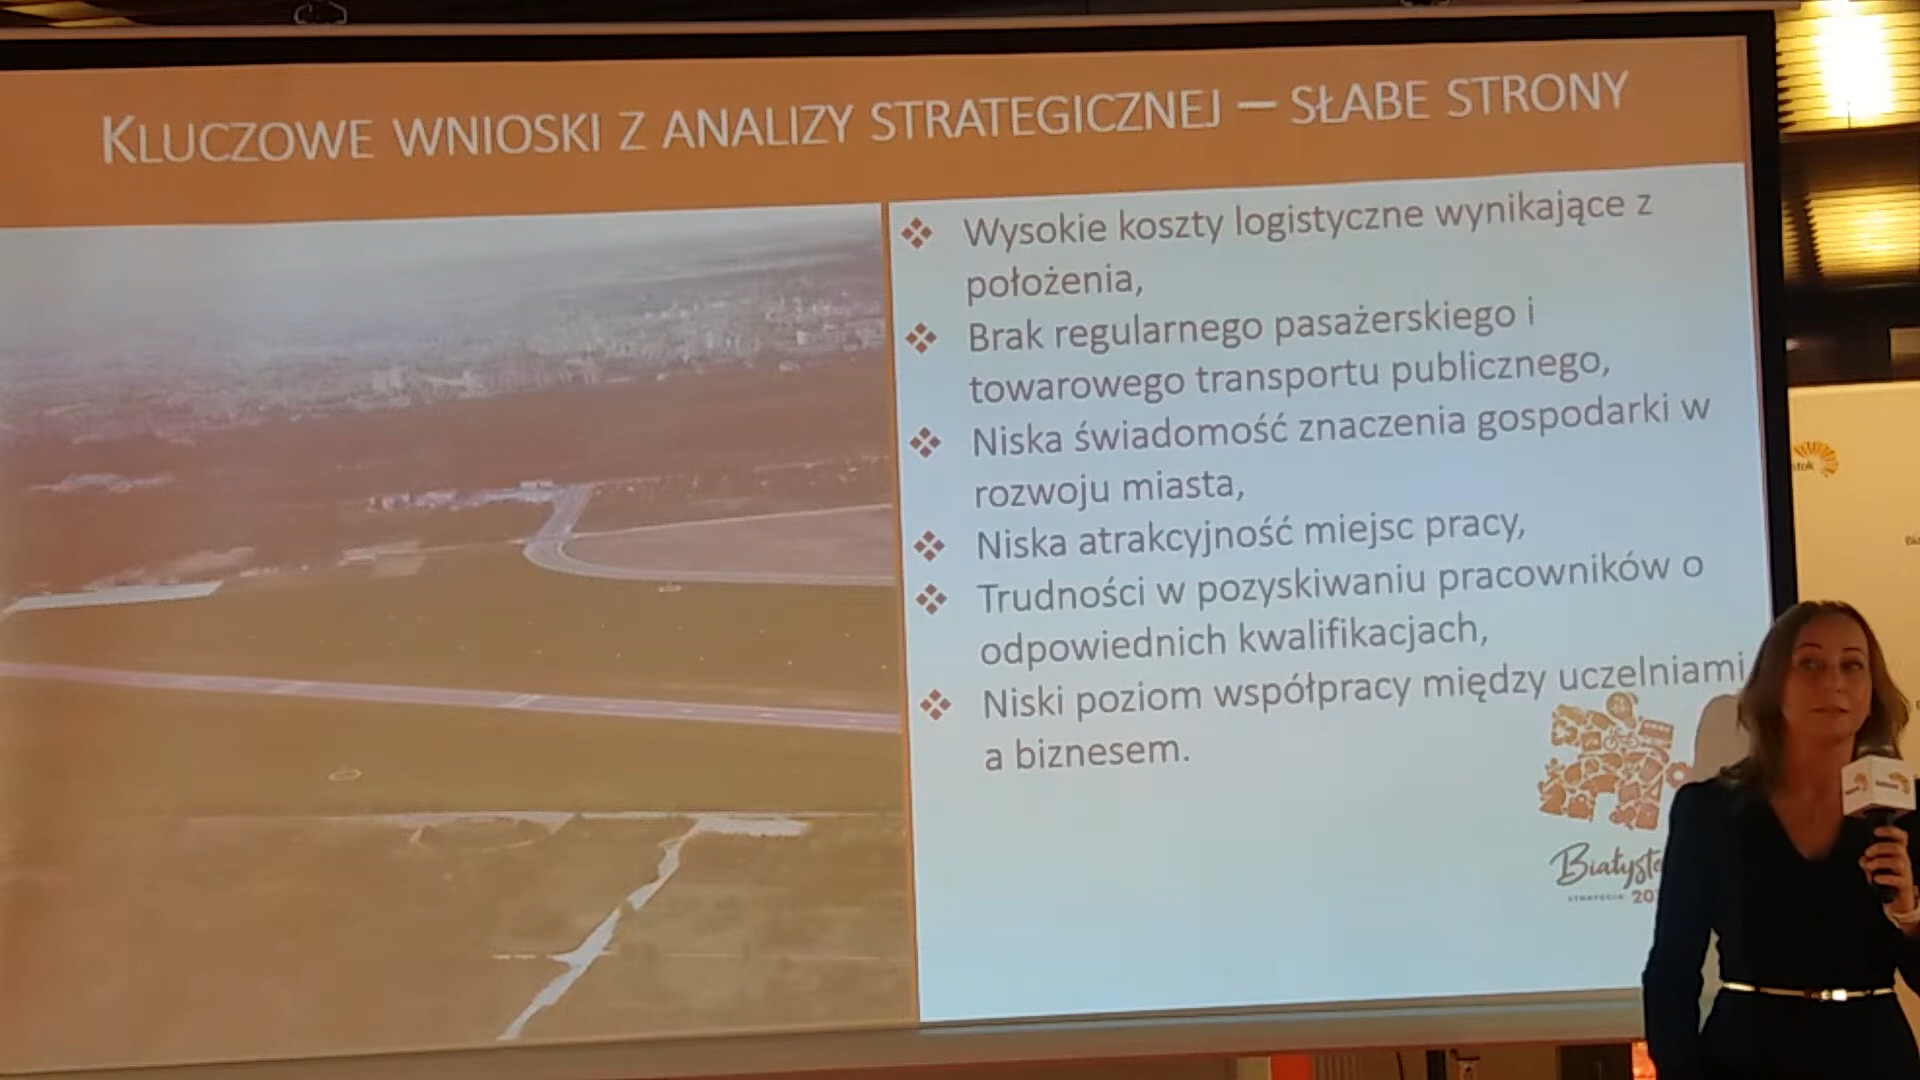 KLUCZOWE WNIOSKI Z ANALIZY STRATEGICZNEJ – SŁABE STRONY
Wysokie koszty logistyczne wynikające z
położenia,
Brak regularnego pasażerskiego i
towarowego transportu publicznego,
Niska świadomość znaczenia gospodarki w
rozwoju miasta,
Niska atrakcyjność miejsc pracy,
Trudności w pozyskiwaniu pracowników o
odpowiednich kwalifikacjach,
Niski poziom współpracy między uczelniami
a biznesem.
STRATEGIA